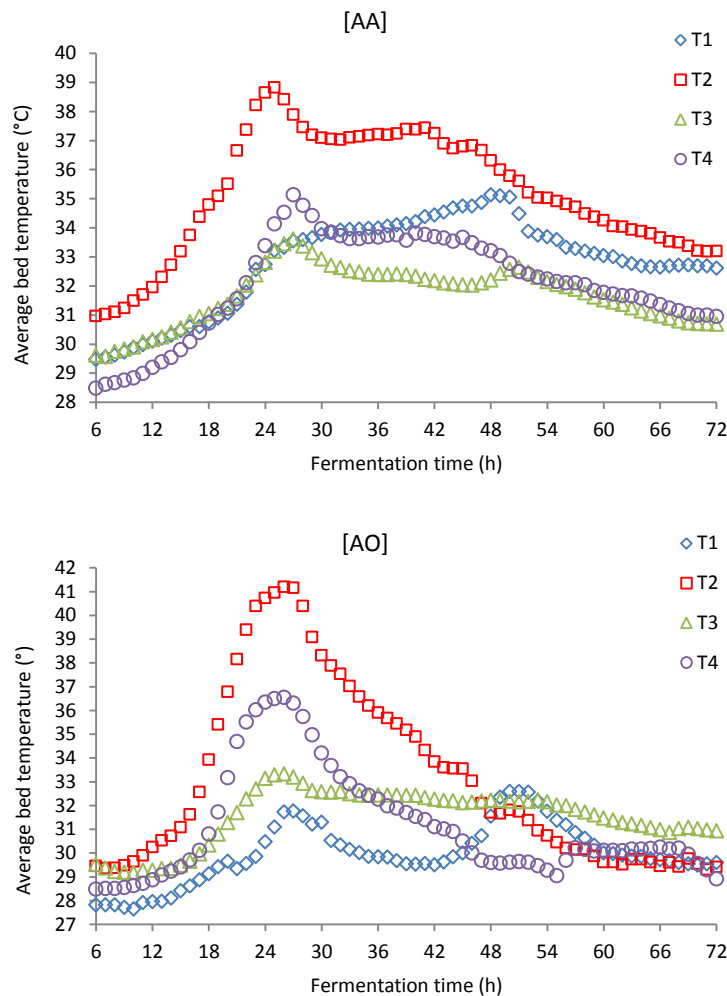 [AA]
T1
T2
T3
T4
Average bed temperature (°C)
40
39
38
37
36
35
34
33
32
31
30
29
28
6 12 18 24 30 36 42 48 54 60 66 72
Fermentation time (h)
[AO]
T1
T2
T3
T4
Average bed temperature (°)
42
41
40
39
38
37
36
35
34
33
32
31
30
29
28
27
6 12 18 24 30 36 42 48 54 60 66 72
Fermentation time (h)